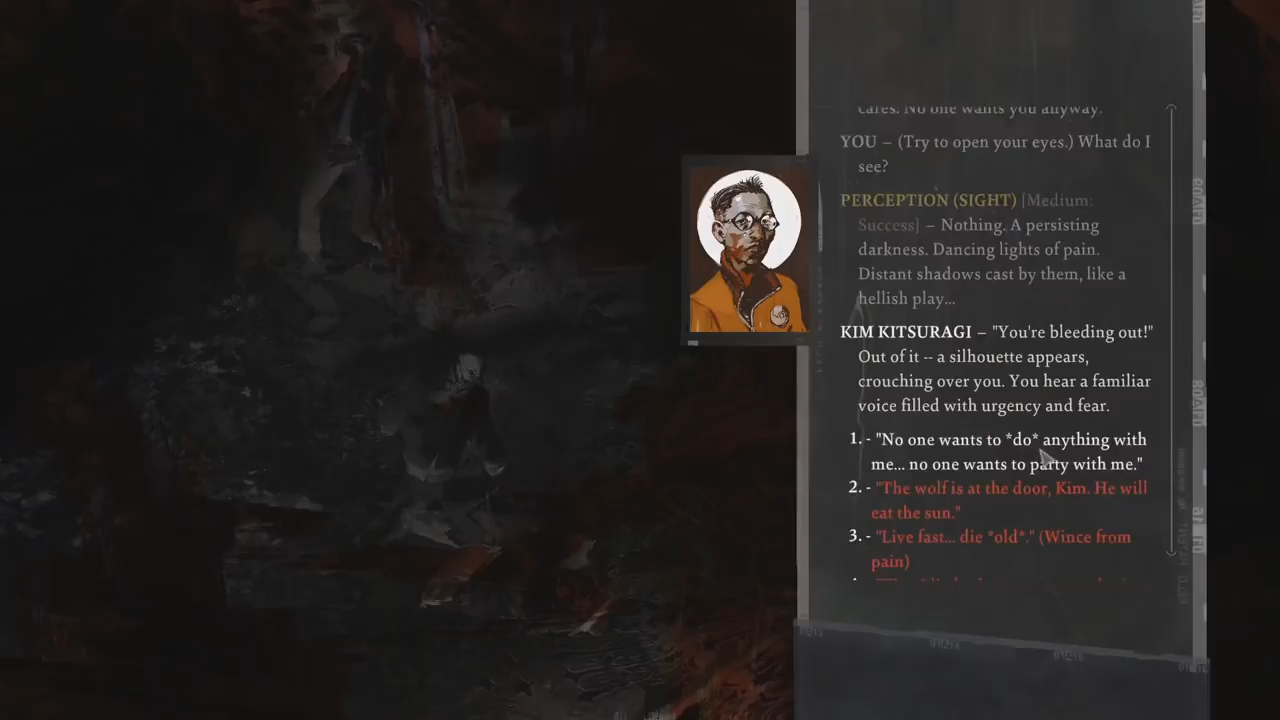 cares. No one wants you anyway.
YOU – (Try to open your eyes.) What do I
see?
PERCEPTION (SIGHT) [Medium:
Success] – Nothing. A persisting
darkness. Dancing lights of pain.
Distant shadows cast by them, like a
hellish play...
KIM KITSURAGI – "You're bleeding out!"
Out of it -- a silhouette appears,
crouching over you. You hear a familiar
voice filled with urgency and fear.
1. - "No one wants to *do* anything with
me... no one wants to party with me."
2. - "The wolf is at the door, Kim. He will
eat the sun."
3. - "Live fast... die *old*." (Wince from
pain)